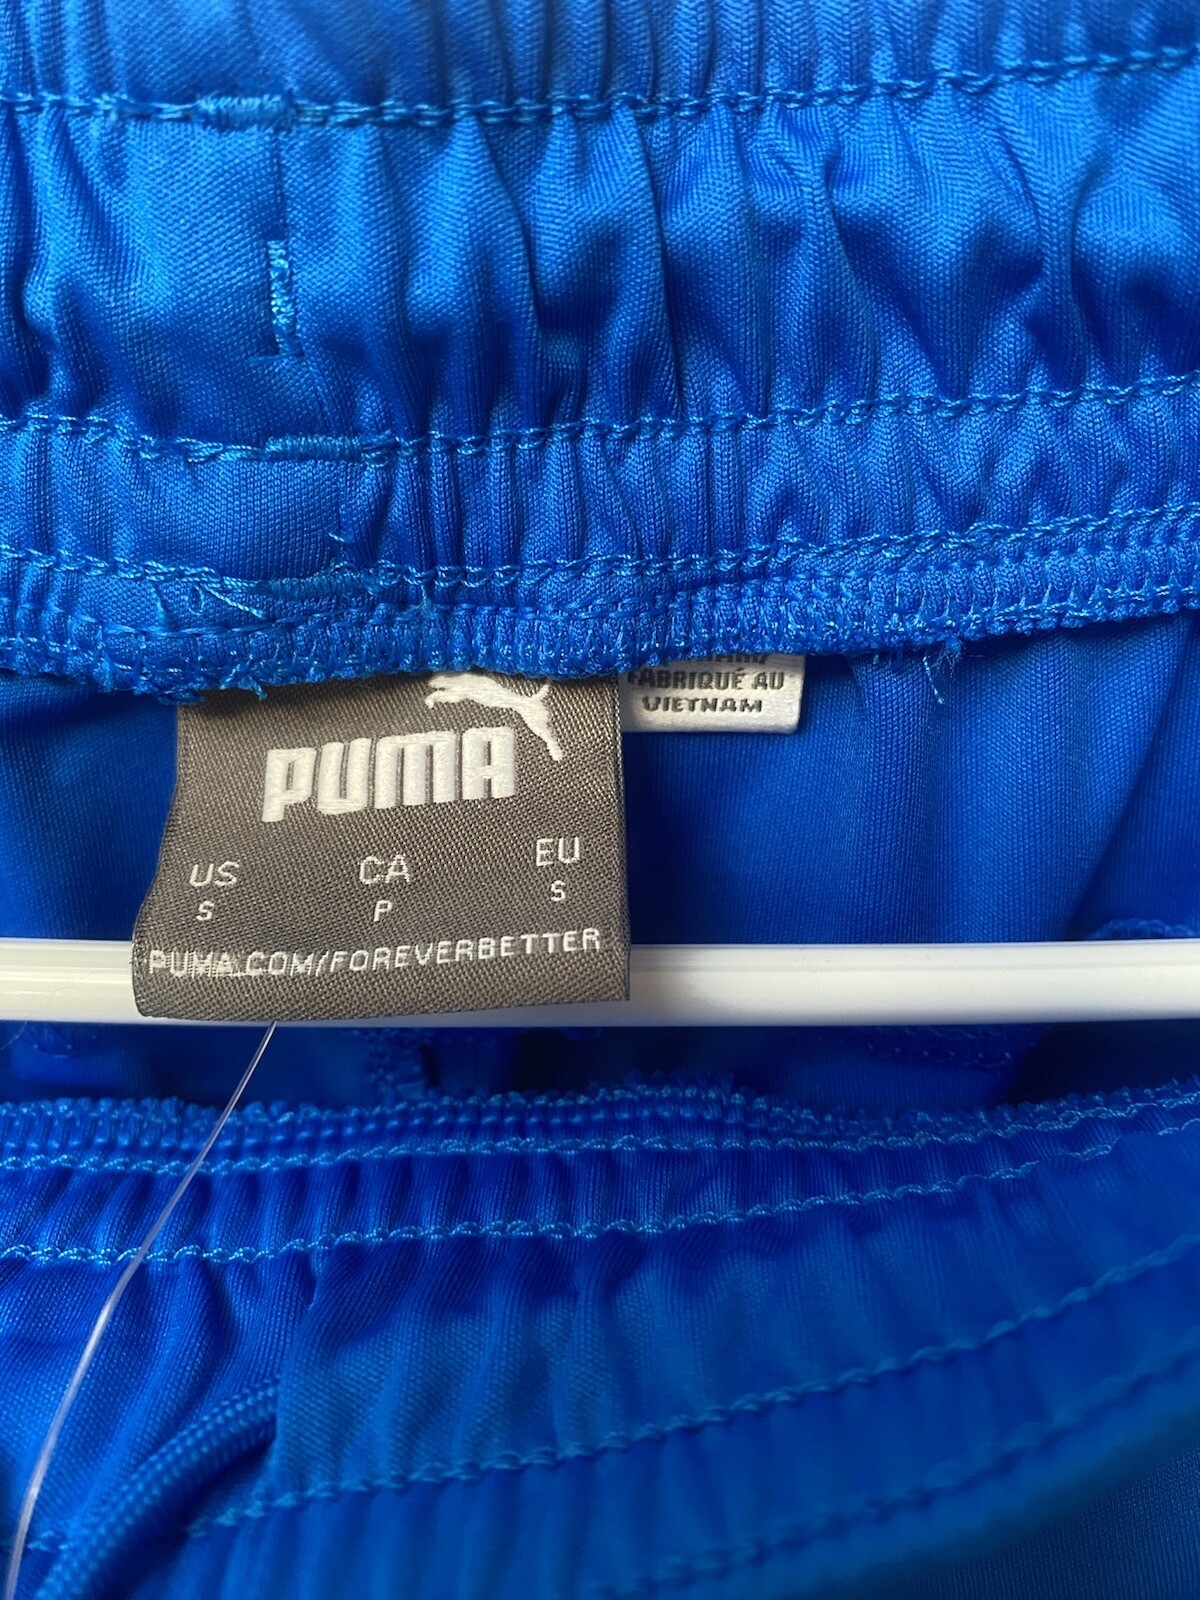 PUMA
US CA EU
S P S
PUMA.COM/FOREVERBETTER
FABRIQUÉ AU
VIETNAM